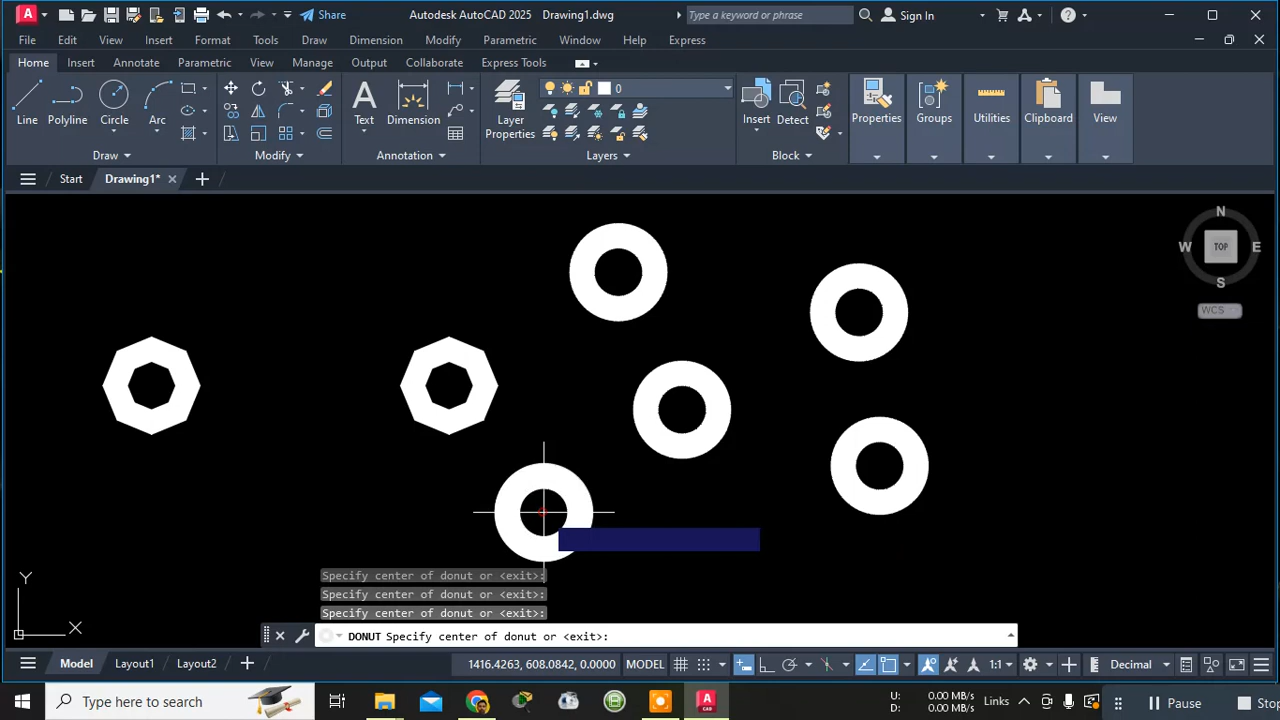 Share
Autodesk AutoCAD 2025 Drawing1.dwg
Type a keyword or phrase
Sign In
File Edit View Insert Format Tools Draw Dimension Modify Parametric Window Help Express
Home Insert Annotate Parametric View Manage Output Collaborate Express Tools
Line Polyline Circle Arc
Text Dimension
Layer
Properties
0
Insert Detect
Properties Groups Utilities Clipboard View
Draw Modify Annotation Layers Block
Start Drawing1*
N
W TOP E
S
WCS
Specify center of donut or <exit>:
Y
Specify center of donut or <exit>:
Specify center of donut or <exit>:
X
DONUT Specify center of donut or <exit>:
Model Layout1 Layout2 1416.4263, 608.0842, 0.0000 MODEL 1:1 Decimal
Type here to search
U: 0.00 MB/s
D: 0.00 MB/s
Links
Pause
Stop